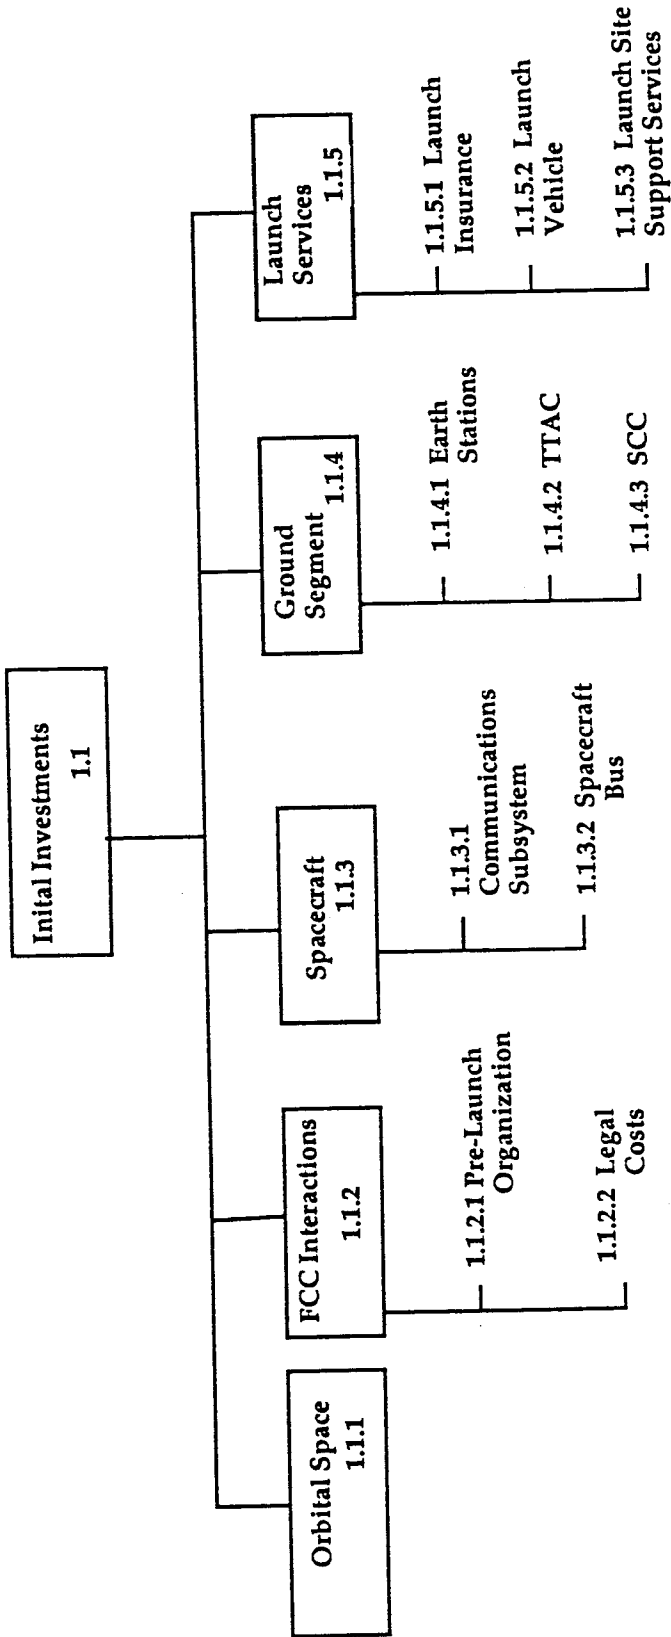 Inital Investments
1.1
Orbital Space
1.1.1
FCC Interactions
1.1.2
1.1.2.1 Pre-Launch
Organization
1.1.2.2 Legal
Costs
Spacecraft
1.1.3
1.1.3.1
Communications
Subsystem
1.1.3.2 Spacecraft
Bus
Ground
Segment
1.1.4
1.1.4.1 Earth
Stations
1.1.4.2 TTAC
1.1.4.3 SCC
Launch
Services
1.1.5
1.1.5.1 Launch
Insurance
1.1.5.2 Launch
Vehicle
1.1.5.3 Launch Site
Support Services